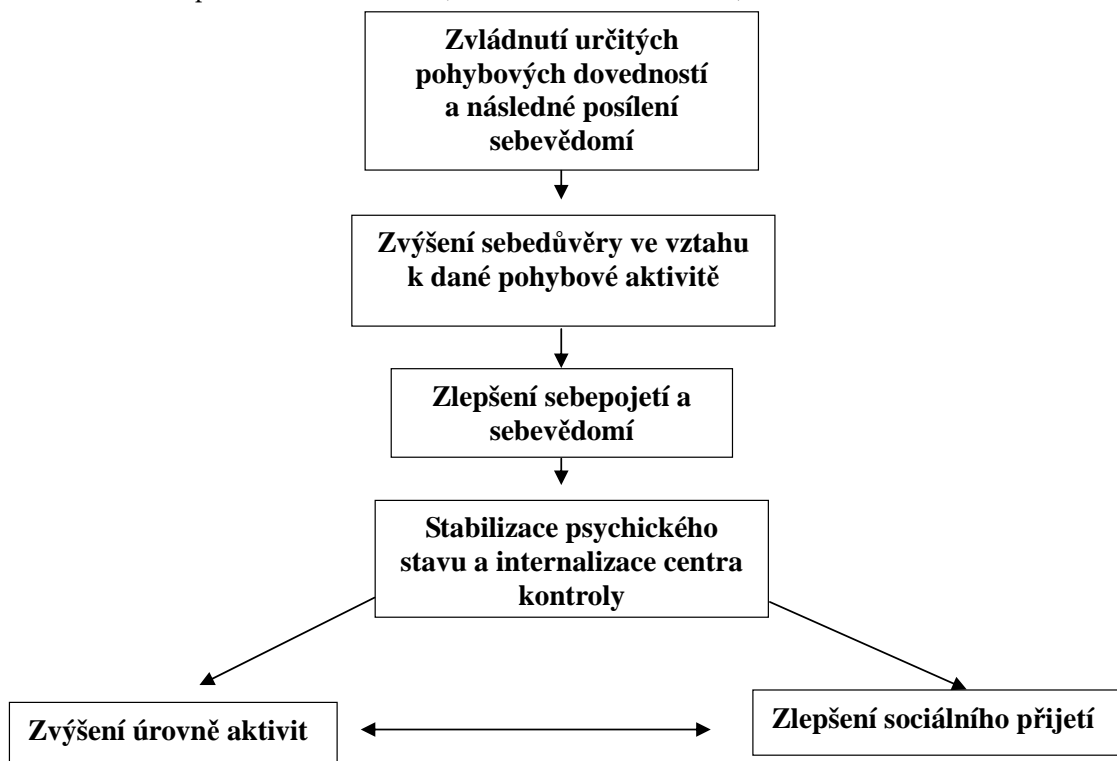 Zvládnutí určitých
pohybových dovedností
a následné posílení
sebevědomí
Zvýšení sebedůvěry ve vztahu
k dané pohybové aktivitě
Zlepšení sebepojetí a
sebevědomí
Stabilizace psychického
stavu a internalizace centra
kontroly
Zvýšení úrovně aktivit
Zlepšení sociálního přijetí